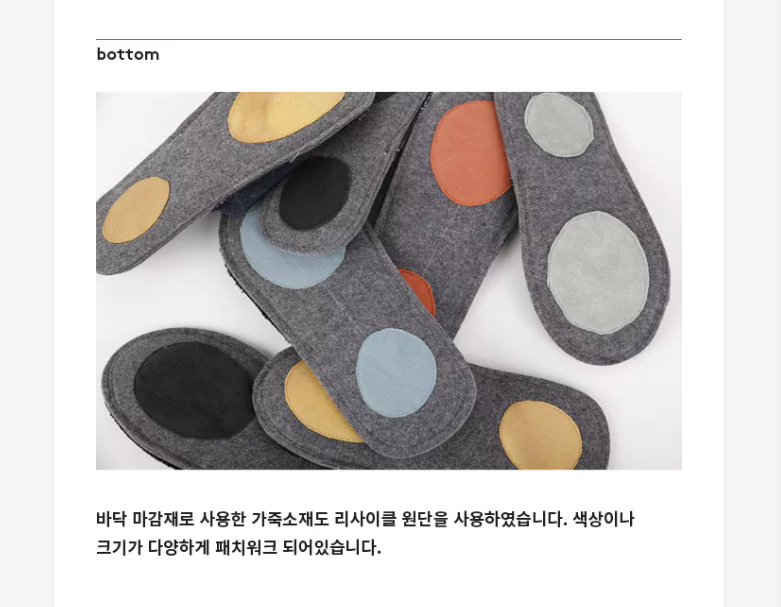 bottom
바닥 마감재로 사용한 가죽소재도 리사이클 원단을 사용하였습니다. 색상이나
크기가 다양하게 패치워크 되어있습니다.